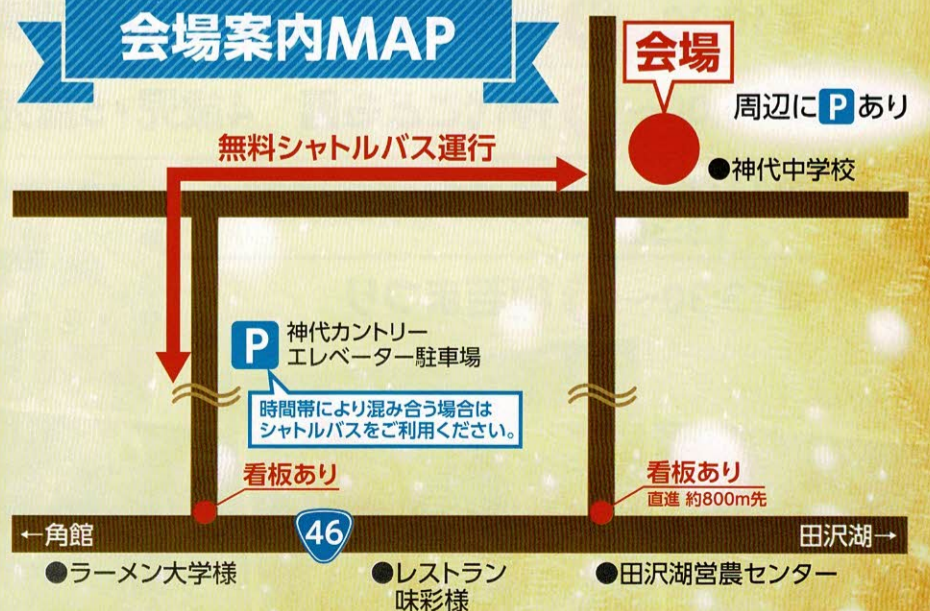 会場案内MAP
会場
周辺にPあり
無料シャトルバス運行
●神代中学校
P 神代カントリー
エレベーター駐車場
時間帯により混み合う場合は
シャトルバスをご利用ください。
看板あり
看板あり
直進 約800m先
←角館
46
田沢湖→
●ラーメン大学様
●レストラン
味彩様
●田沢湖営農センター